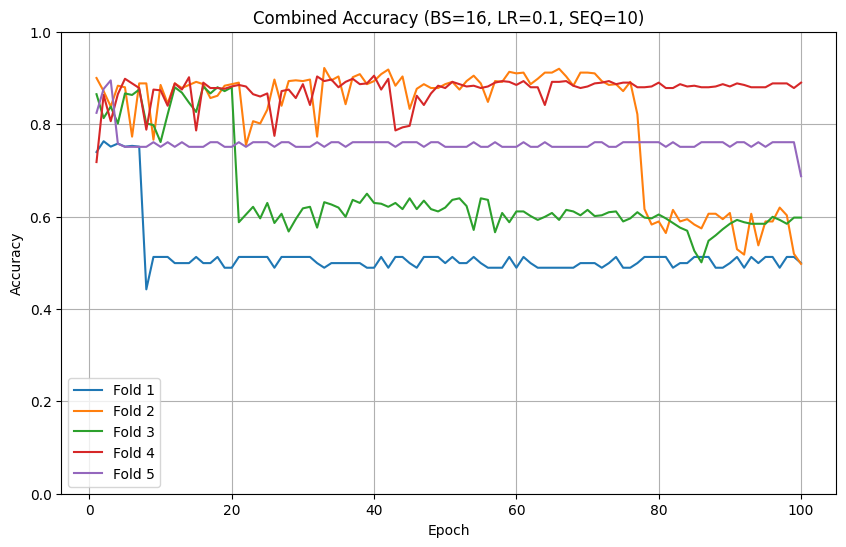 Combined Accuracy (BS=16, LR=0.1, SEQ=10)
1.0
0.8
0.6
0.4
0.2
0.0
Accuracy
Fold 1
Fold 2
Fold 3
Fold 4
Fold 5
0 20 40 60 80 100
Epoch